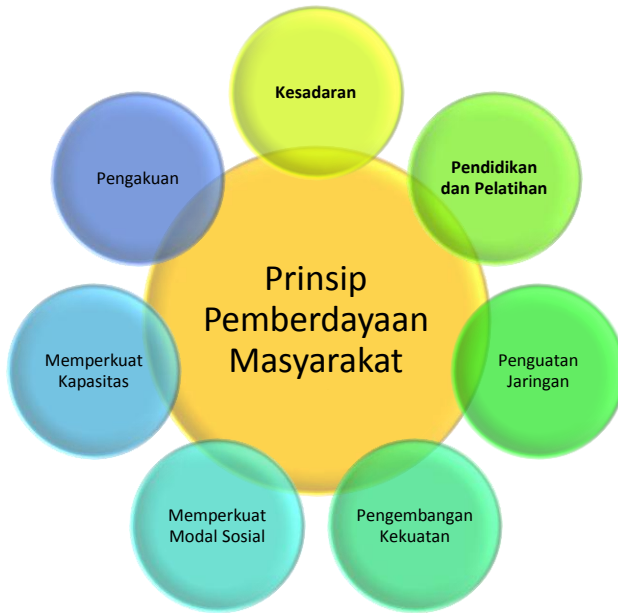 Kesadaran
Pendidikan
dan Pelatihan
Penguatan
Jaringan
Pengembangan
Kekuatan
Memperkuat
Modal Sosial
Memperkuat
Kapasitas
Pengakuan
Prinsip
Pemberdayaan
Masyarakat